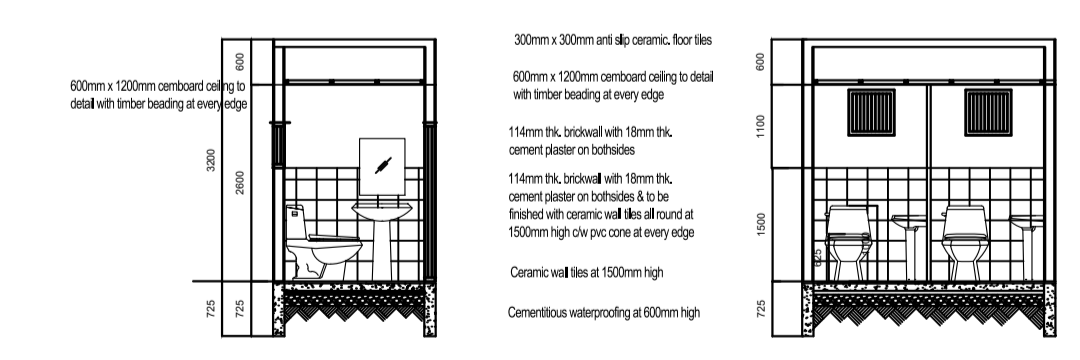 600mm x 1200mm cemboard ceiling to
detail with timber beading at every edge
600
3200
2600
725
725
300mm x 300mm anti slip ceramic. floor tiles
600mm x 1200mm cemboard ceiling to detail
with timber beading at every edge
114mm thk. brickwall with 18mm thk.
cement plaster on bothsides
114mm thk. brickwall with 18mm thk.
cement plaster on bothsides & to be
finished with ceramic wall tiles all round at
1500mm high c/w pvc cone at every edge
Ceramic wall tiles at 1500mm high
Cementitious waterproofing at 600mm high
600
1100
1500
625
725